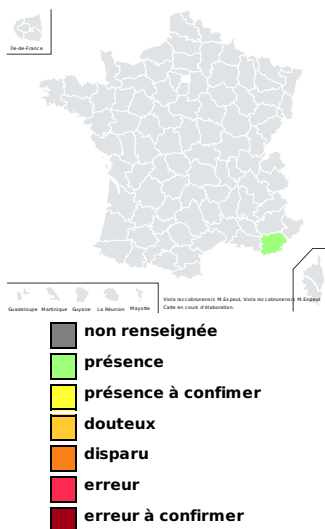 Île-de-France
Guadeloupe Martinique Guyane La Réunion Mayotte
Viola roccabrunensis M.Espeut, Viola roccabrunensis M.Espeut
Carte en cours d'élaboration.
non renseignée
présence
présence à confimer
douteux
disparu
erreur
erreur à confirmer